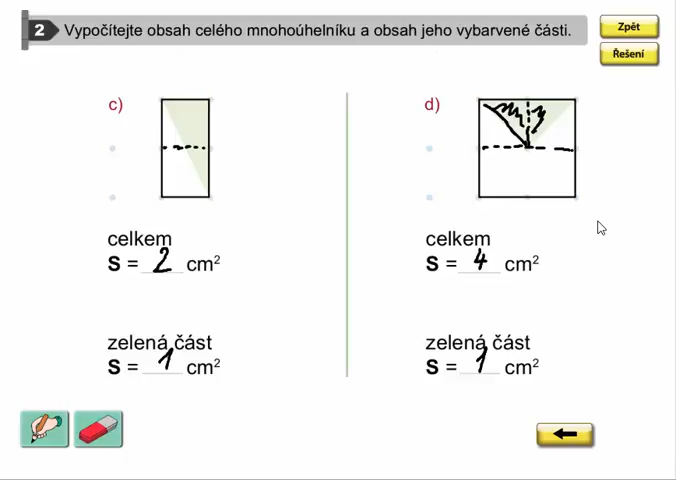 2 Vypočítejte obsah celého mnohoúhelníku a obsah jeho vybarvené části.
Zpět
Řešení
c)
d)
celkem
S = 2 cm²
celkem
S = 4 cm²
zelená část
S = 1 cm²
zelená část
S = 1 cm²